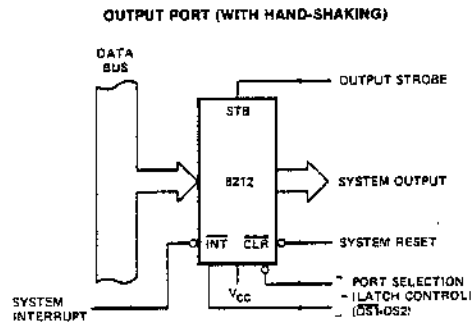 OUTPUT PORT (WITH HAND-SHAKING)
DATA
BUS
OUTPUT STROBE
STB
8212
SYSTEM OUTPUT
INT CLR
SYSTEM RESET
PORT SELECTION
(LATCH CONTROL)
(DS1•DS2)
VCC
SYSTEM
INTERRUPT